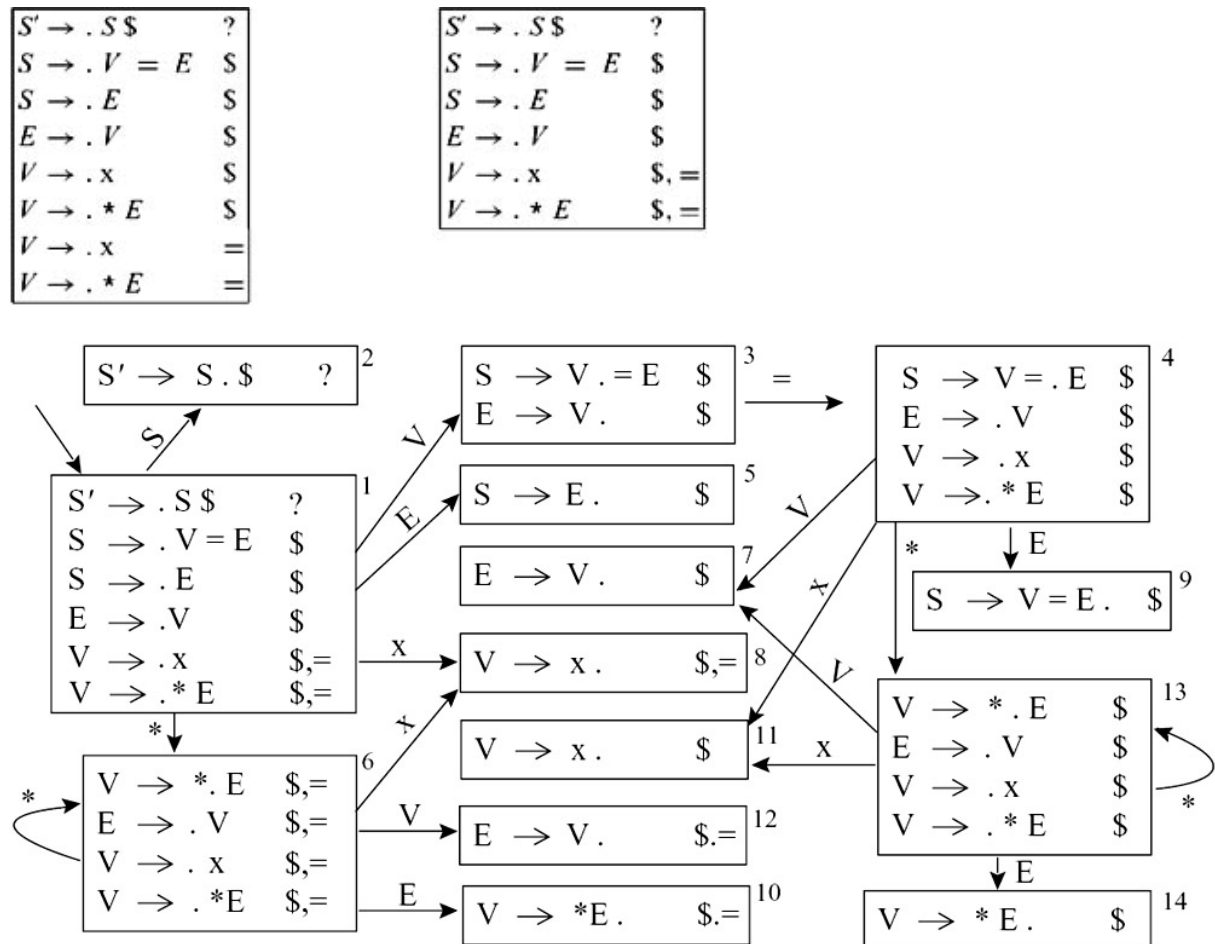 S′ → . S $ ?
S → . V = E $
S → . E $
E → . V $
V → . x $
V → . * E $
V → . x =
V → . * E =
S′ → . S $ ?
S → . V = E $
S → . E $
E → . V $
V → . x $, =
V → . * E $, =
2
S′ → S . $ ?
S
1
S′ → . S $ ?
S → . V = E $
S → . E $
E → .V $
V → .x $,=
V → .* E $,=
V
E
x
*
3
S → V . = E $
E → V . $
=
4
S → V = . E $
E → . V $
V → . x $
V →. * E $
5
S → E . $
7
E → V . $
V
x
*
E
9
S → V = E . $
8
V → x . $,=
6
V → *. E $,=
E → . V $,=
V → . x $,=
V → . *E $,=
*
x
V
E
11
V → x . $
12
E → V . $.=
10
V → *E . $.=
13
V → * . E $
E → . V $
V → . x $
V → . * E $
V
x
*
E
14
V → * E . $